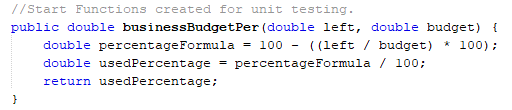 //Start Functions created for unit testing.
public double businessBudgetPer(double left, double budget) {
    double percentageFormula = 100 - ((left / budget) * 100);
    double usedPercentage = percentageFormula / 100;
    return usedPercentage;
}